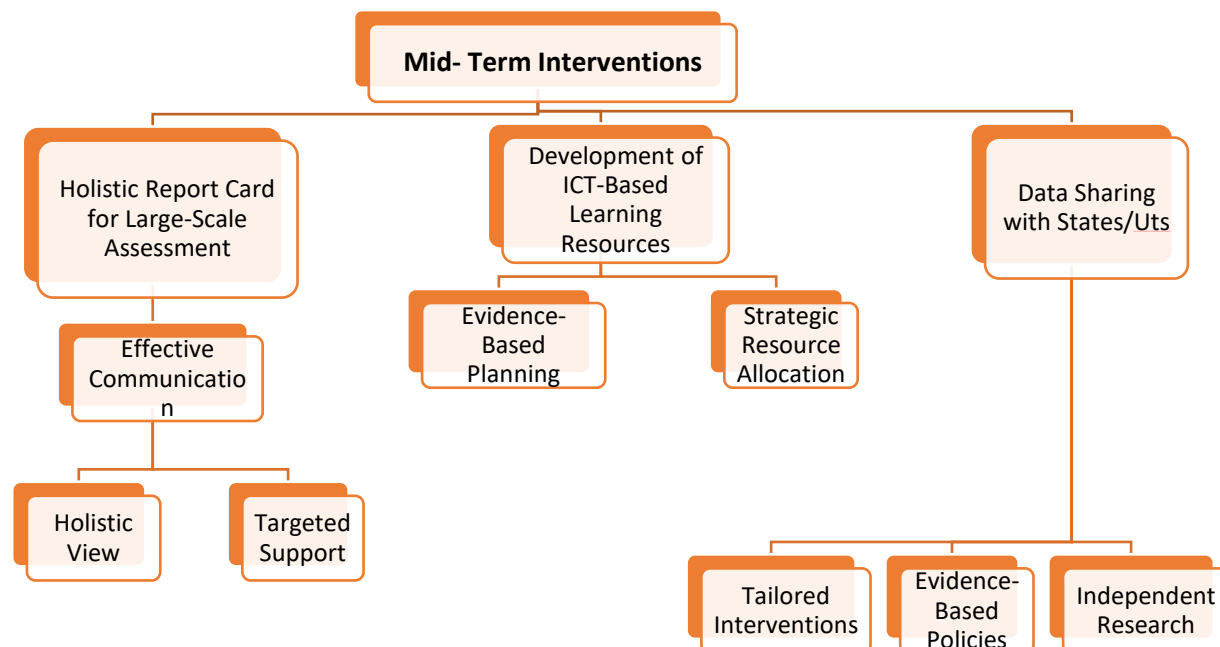 Mid- Term Interventions
Holistic Report Card
for Large-Scale
Assessment
Development of
ICT-Based
Learning
Resources
Data Sharing
with States/Uts
Effective
Communicatio
n
Evidence-
Based
Planning
Strategic
Resource
Allocation
Holistic
View
Targeted
Support
Tailored
Interventions
Evidence-
Based
Policies
Independent
Research